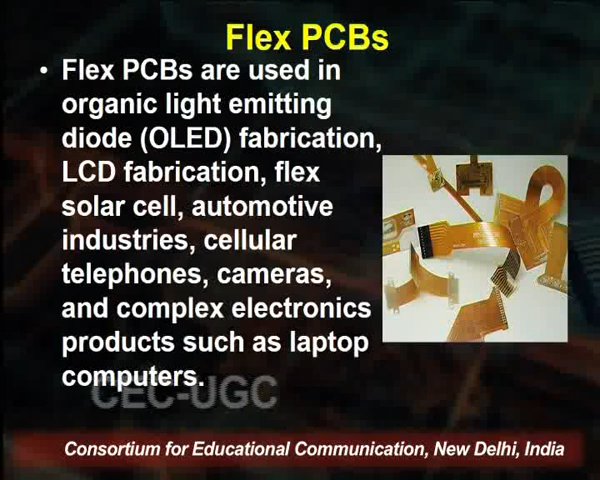 Flex PCBs
• Flex PCBs are used in
organic light emitting
diode (OLED) fabrication,
LCD fabrication, flex
solar cell, automotive
industries, cellular
telephones, cameras,
and complex electronics
products such as laptop
computers.
CEC-UGC
Consortium for Educational Communication, New Delhi, India